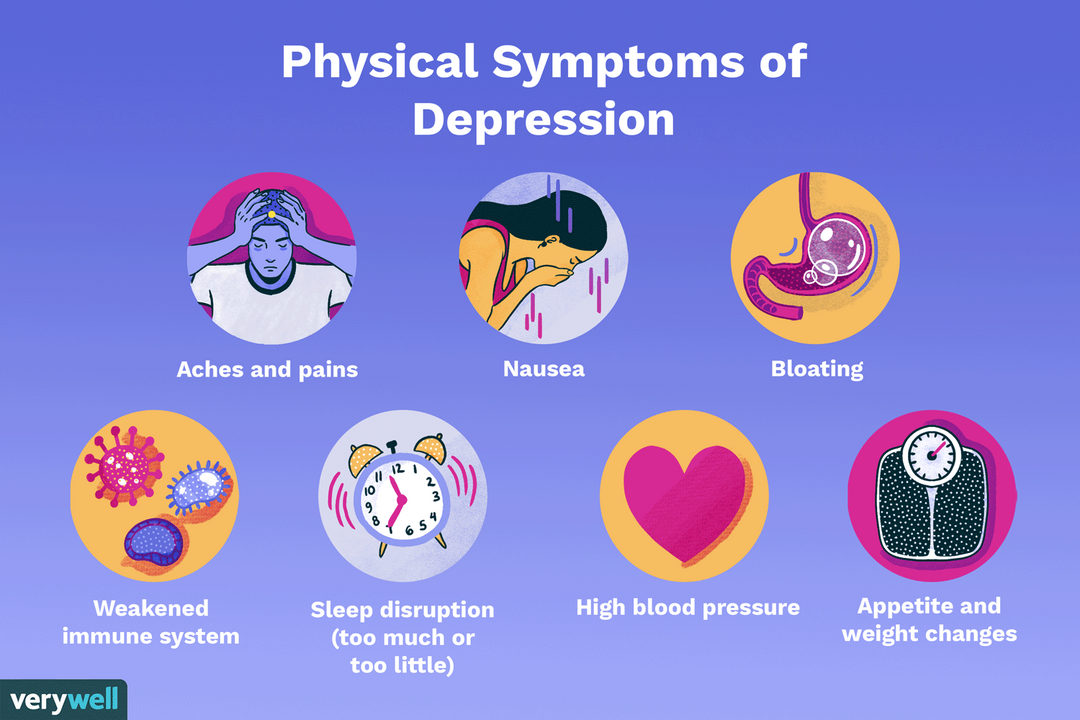 Physical Symptoms of
Depression
Aches and pains
Nausea
Bloating
12
1
2
3
4
5
6
7
8
9
10
11
Weakened
immune system
Sleep disruption
(too much or
too little)
High blood pressure
Appetite and
weight changes
verywell